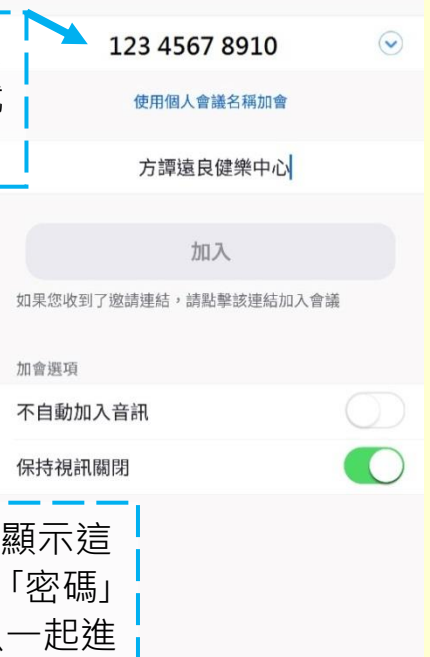 123 4567 8910
使用個人會議名稱加會
方譚遠良健樂中心
加入
如果您收到了邀請連結，請點擊該連結加入會議
加會選項
不自動加入音訊
保持視訊關閉
顯示這
「密碼」
一起進